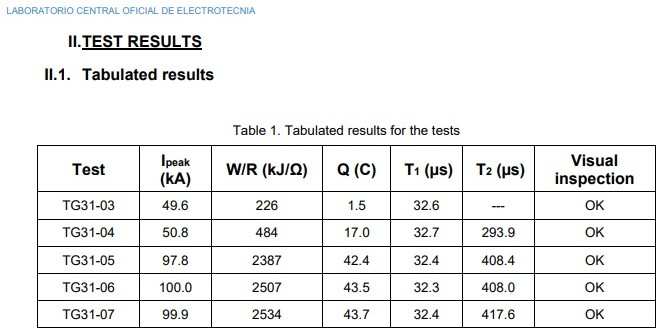 LABORATORIO CENTRAL OFICIAL DE ELECTROTECNIA
II. TEST RESULTS
II.1. Tabulated results
Table 1. Tabulated results for the tests
Test Ipeak (kA) W/R (kJ/Ω) Q (C) T1 (µs) T2 (µs) Visual inspection
TG31-03 49.6 226 1.5 32.6 --- OK
TG31-04 50.8 484 17.0 32.7 293.9 OK
TG31-05 97.8 2387 42.4 32.4 408.4 OK
TG31-06 100.0 2507 43.5 32.3 408.0 OK
TG31-07 99.9 2534 43.7 32.4 417.6 OK